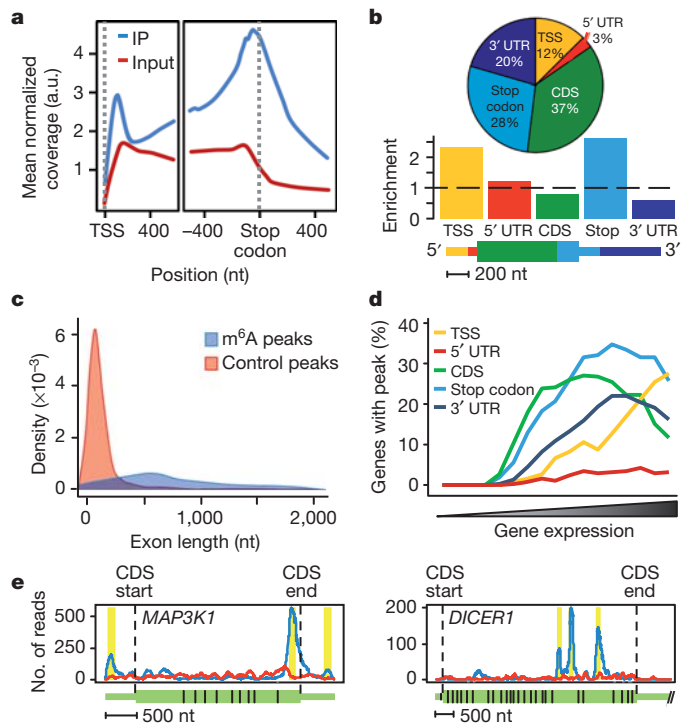 a
IP
Input
Mean normalized
coverage (a.u.)
4
3
2
1
TSS
400
–400
Stop
codon
400
Position (nt)
b
5′ UTR
3%
TSS
12%
3′ UTR
20%
CDS
37%
Stop
codon
28%
Enrichment
2
1
0
TSS
5′ UTR
CDS
Stop
3′ UTR
5′
3′
200 nt
c
Density (×10⁻³)
6
4
2
0
m⁶A peaks
Control peaks
0
1,000
2,000
Exon length (nt)
d
Genes with peak (%)
40
30
20
10
0
TSS
5′ UTR
CDS
Stop codon
3′ UTR
Gene expression
e
CDS
start
CDS
end
No. of reads
500
250
0
MAP3K1
500 nt
CDS
start
CDS
end
200
100
0
DICER1
500 nt
//